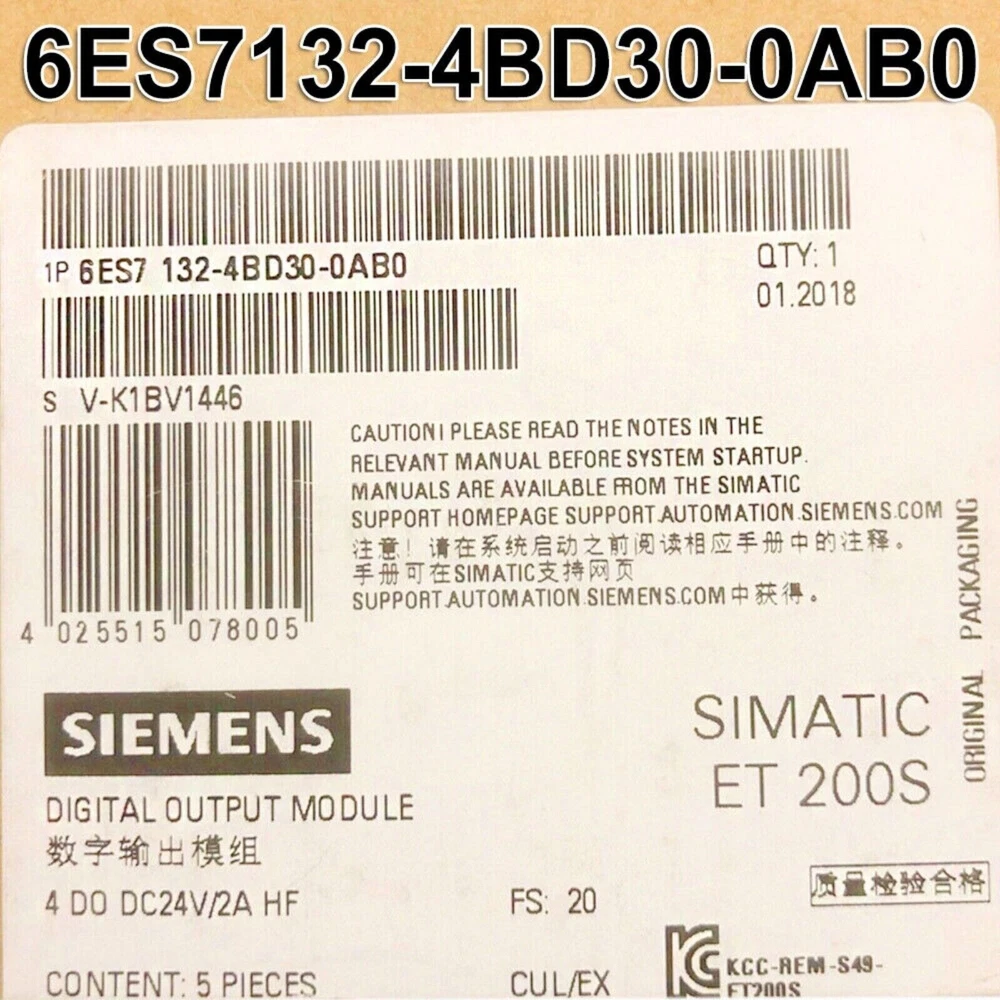 6ES7132-4BD30-0AB0
1P 6ES7 132-4BD30-0AB0
QTY: 1
01.2018
S V-K1BV1446
4 025515 078005
CAUTION! PLEASE READ THE NOTES IN THE
RELEVANT MANUAL BEFORE SYSTEM STARTUP.
MANUALS ARE AVAILABLE FROM THE SIMATIC
SUPPORT HOMEPAGE SUPPORT.AUTOMATION.SIEMENS.COM
注意！请在系统启动之前阅读相应手册中的注释。
手册可在SIMATIC支持网页
SUPPORT.AUTOMATION.SIEMENS.COM中获得。
ORIGINAL PACKAGING
SIEMENS
SIMATIC
ET 200S
DIGITAL OUTPUT MODULE
数字输出模组
4 DO DC24V/2A HF
FS: 20
质量检验合格
CONTENT: 5 PIECES
CUL/EX
KCC-REM-S49-
ET200S